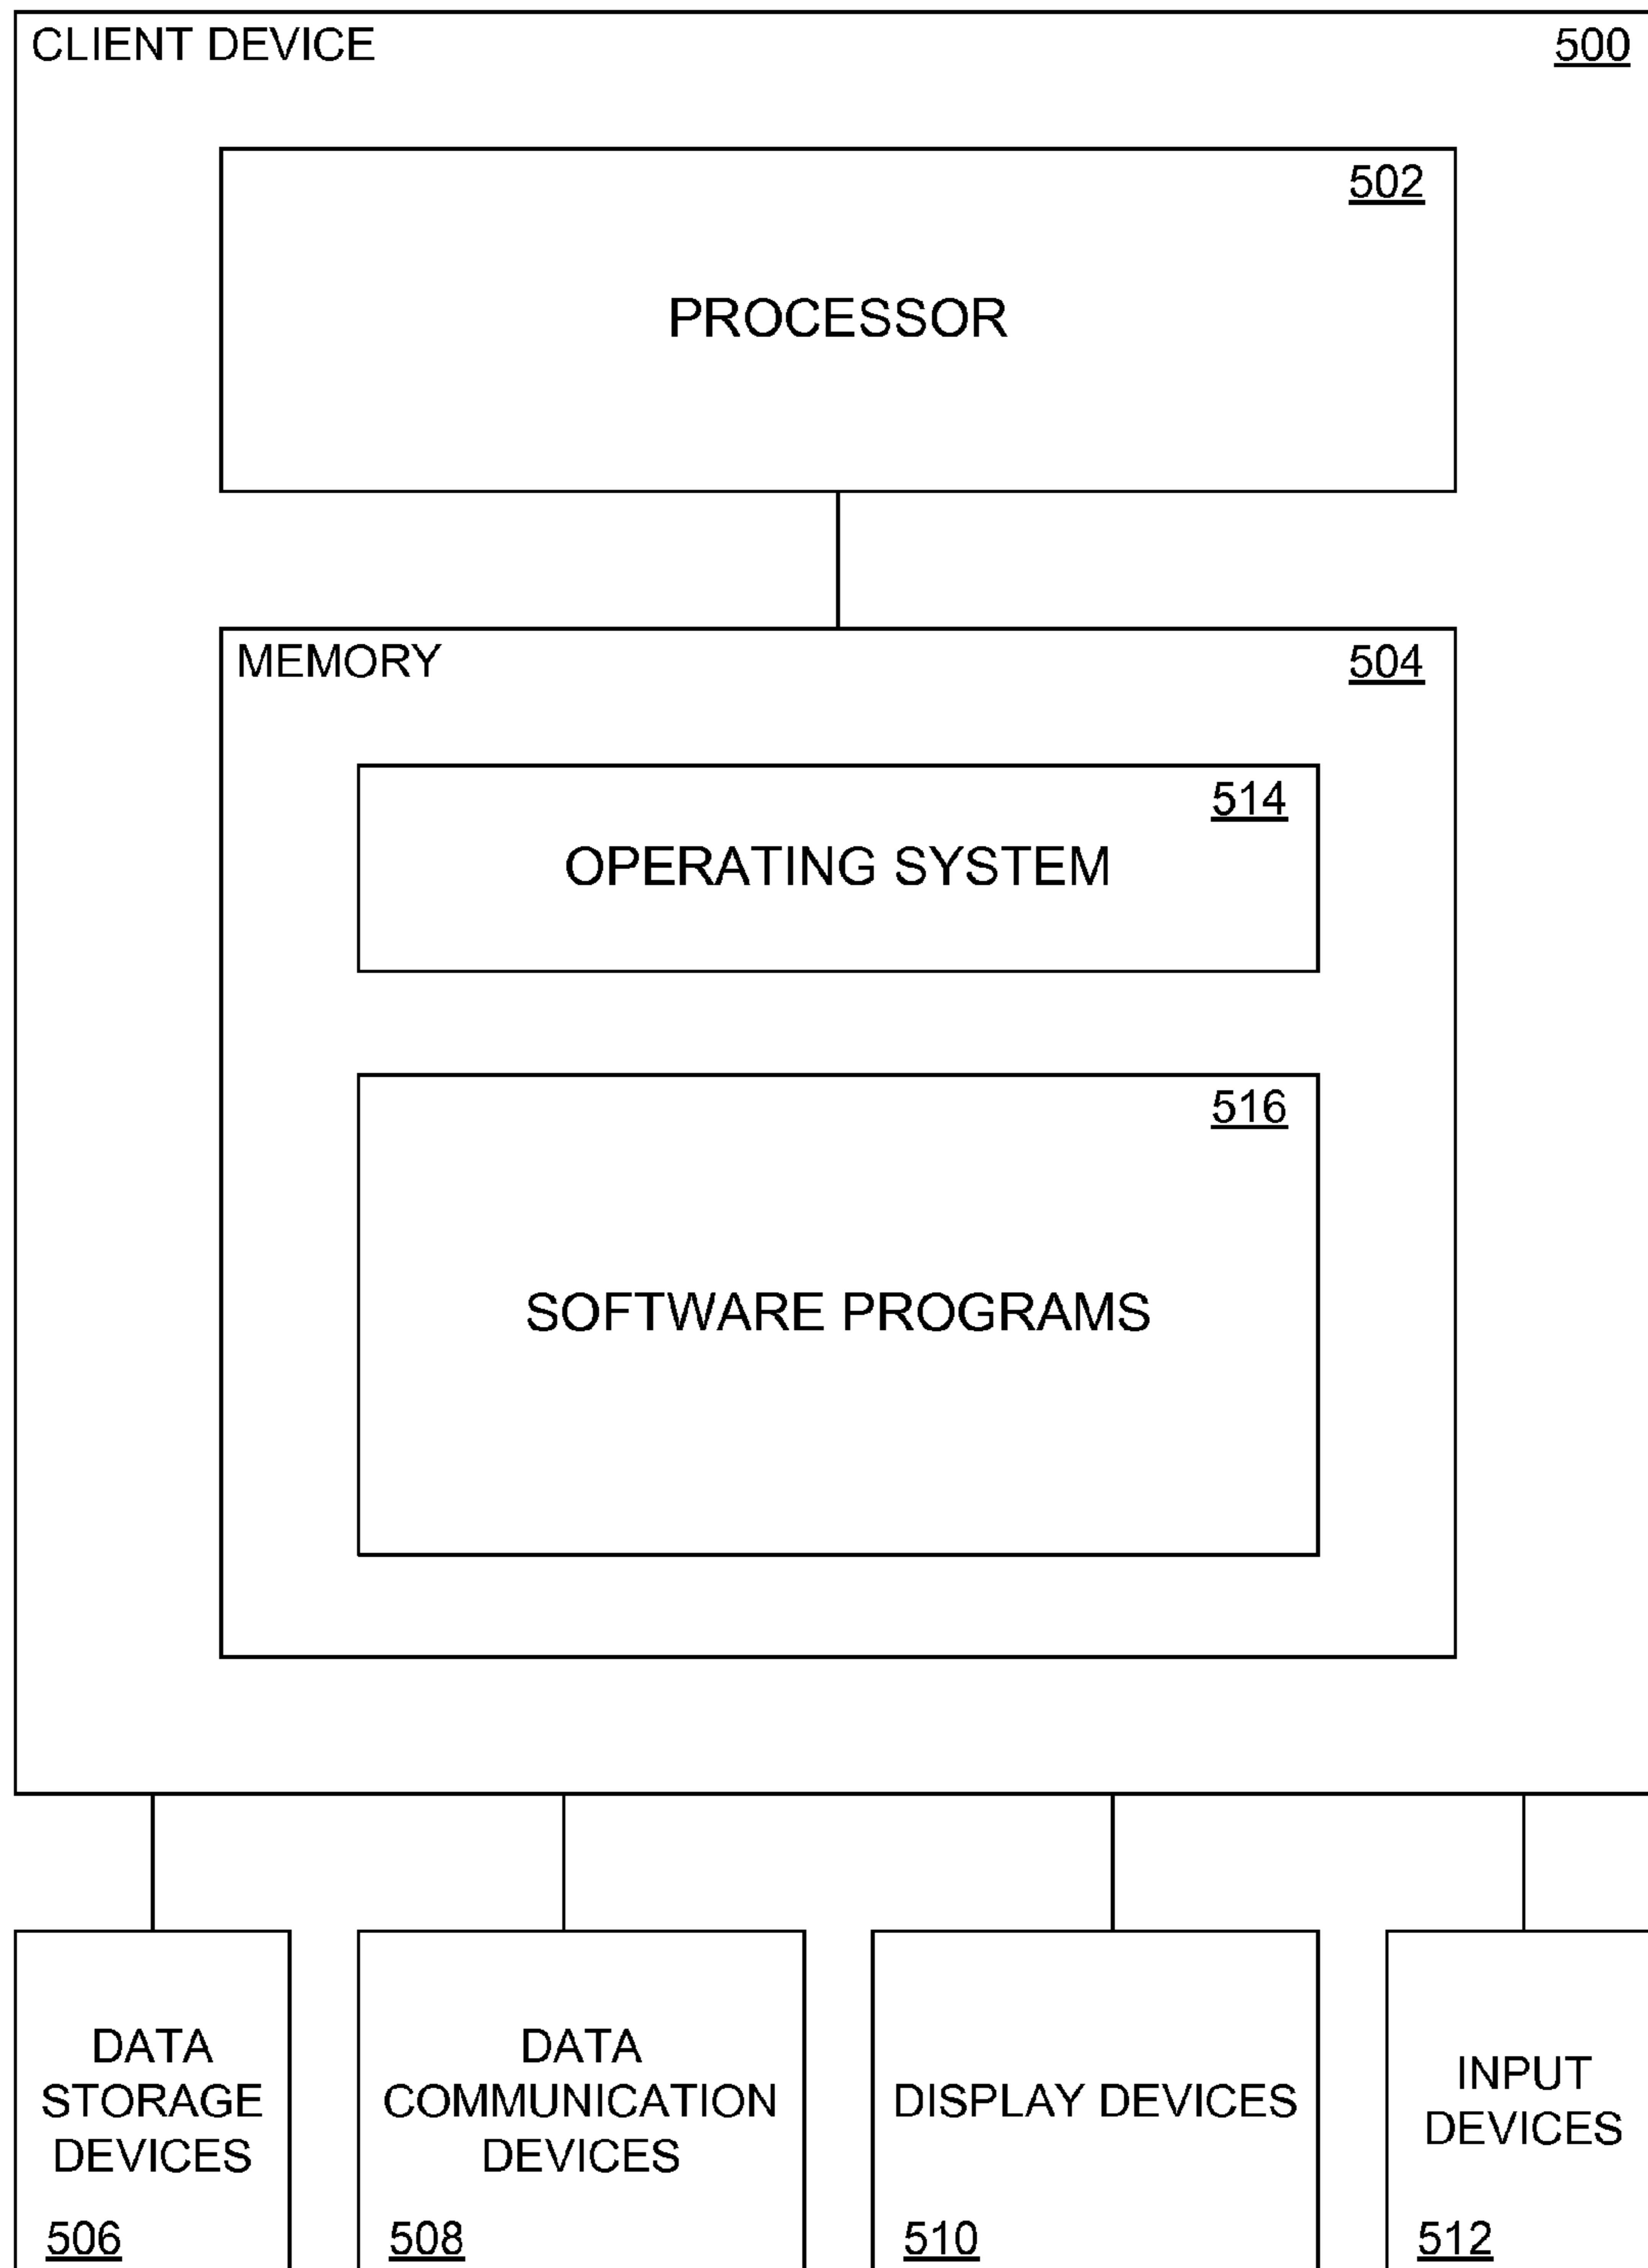 CLIENT DEVICE 500
502
PROCESSOR
MEMORY 504
514
OPERATING SYSTEM
516
SOFTWARE PROGRAMS
DATA
STORAGE
DEVICES
506
DATA
COMMUNICATION
DEVICES
508
DISPLAY DEVICES
510
INPUT
DEVICES
512